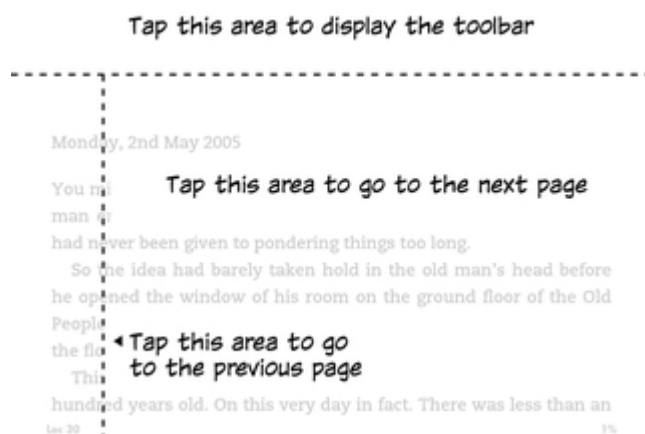 Tap this area to display the toolbar
Monday, 2nd May 2005
Tap this area to go to the next page
You mi
man
had never been given to pondering things too long.
So the idea had barely taken hold in the old man's head before
he opened the window of his room on the ground floor of the Old
People
Tap this area to go
to the previous page
the flo
This
hundred years old. On this very day in fact. There was less than an
Loc 20
1%